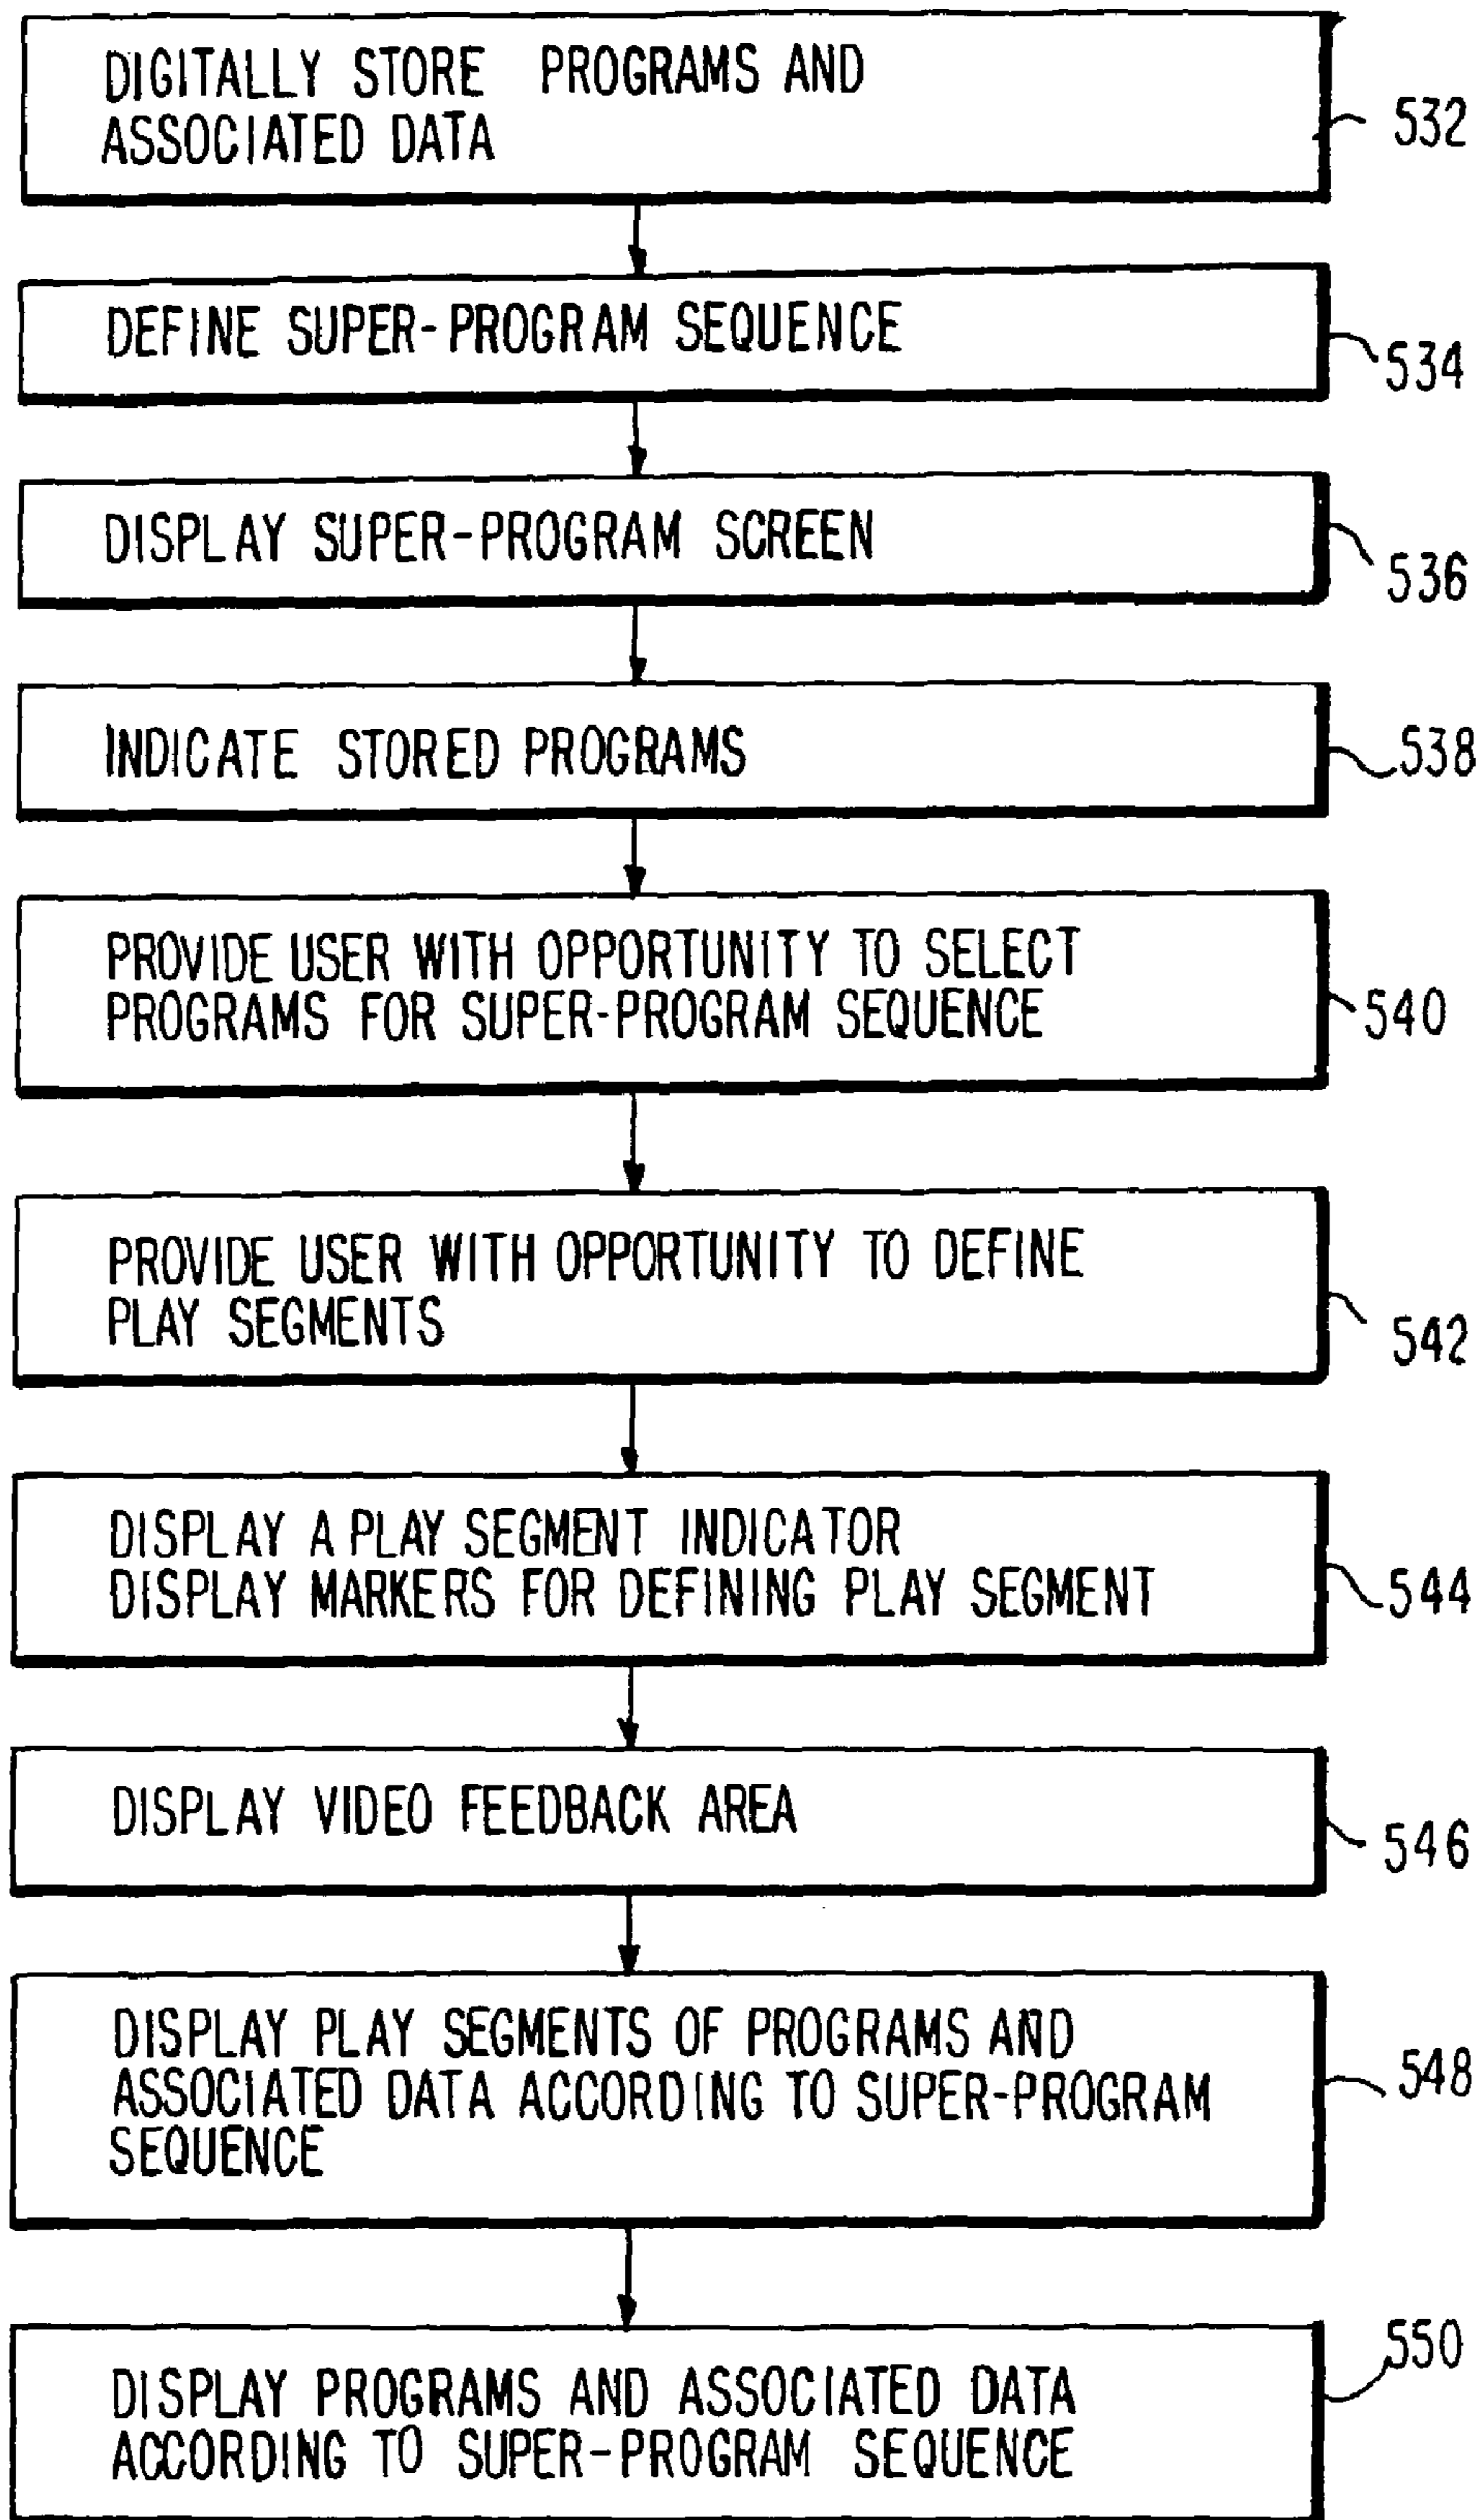 DIGITALLY STORE PROGRAMS AND
ASSOCIATED DATA
532
DEFINE SUPER-PROGRAM SEQUENCE
534
DISPLAY SUPER-PROGRAM SCREEN
536
INDICATE STORED PROGRAMS
538
PROVIDE USER WITH OPPORTUNITY TO SELECT
PROGRAMS FOR SUPER-PROGRAM SEQUENCE
540
PROVIDE USER WITH OPPORTUNITY TO DEFINE
PLAY SEGMENTS
542
DISPLAY A PLAY SEGMENT INDICATOR
DISPLAY MARKERS FOR DEFINING PLAY SEGMENT
544
DISPLAY VIDEO FEEDBACK AREA
546
DISPLAY PLAY SEGMENTS OF PROGRAMS AND
ASSOCIATED DATA ACCORDING TO SUPER-PROGRAM
SEQUENCE
548
DISPLAY PROGRAMS AND ASSOCIATED DATA
ACCORDING TO SUPER-PROGRAM SEQUENCE
550